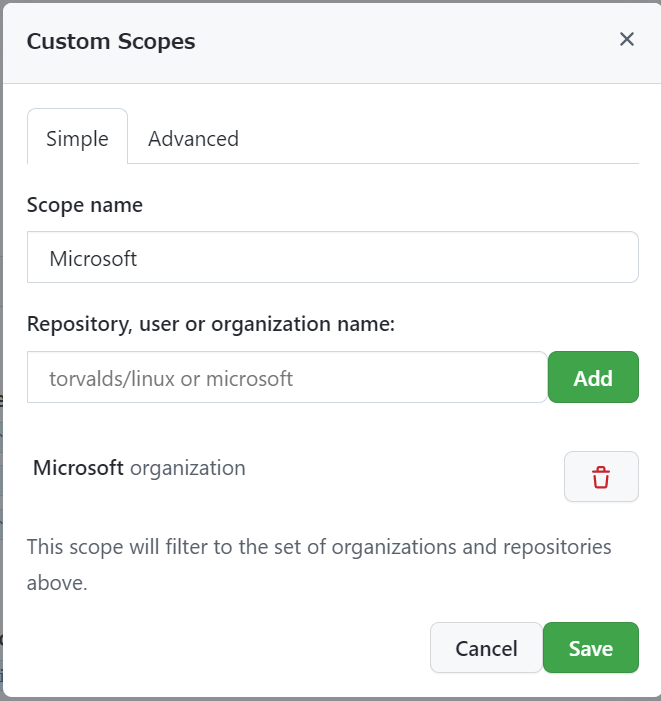 Custom Scopes
Simple Advanced
Scope name
Microsoft
Repository, user or organization name:
torvalds/linux or microsoft Add
Microsoft organization
This scope will filter to the set of organizations and repositories
above.
Cancel Save